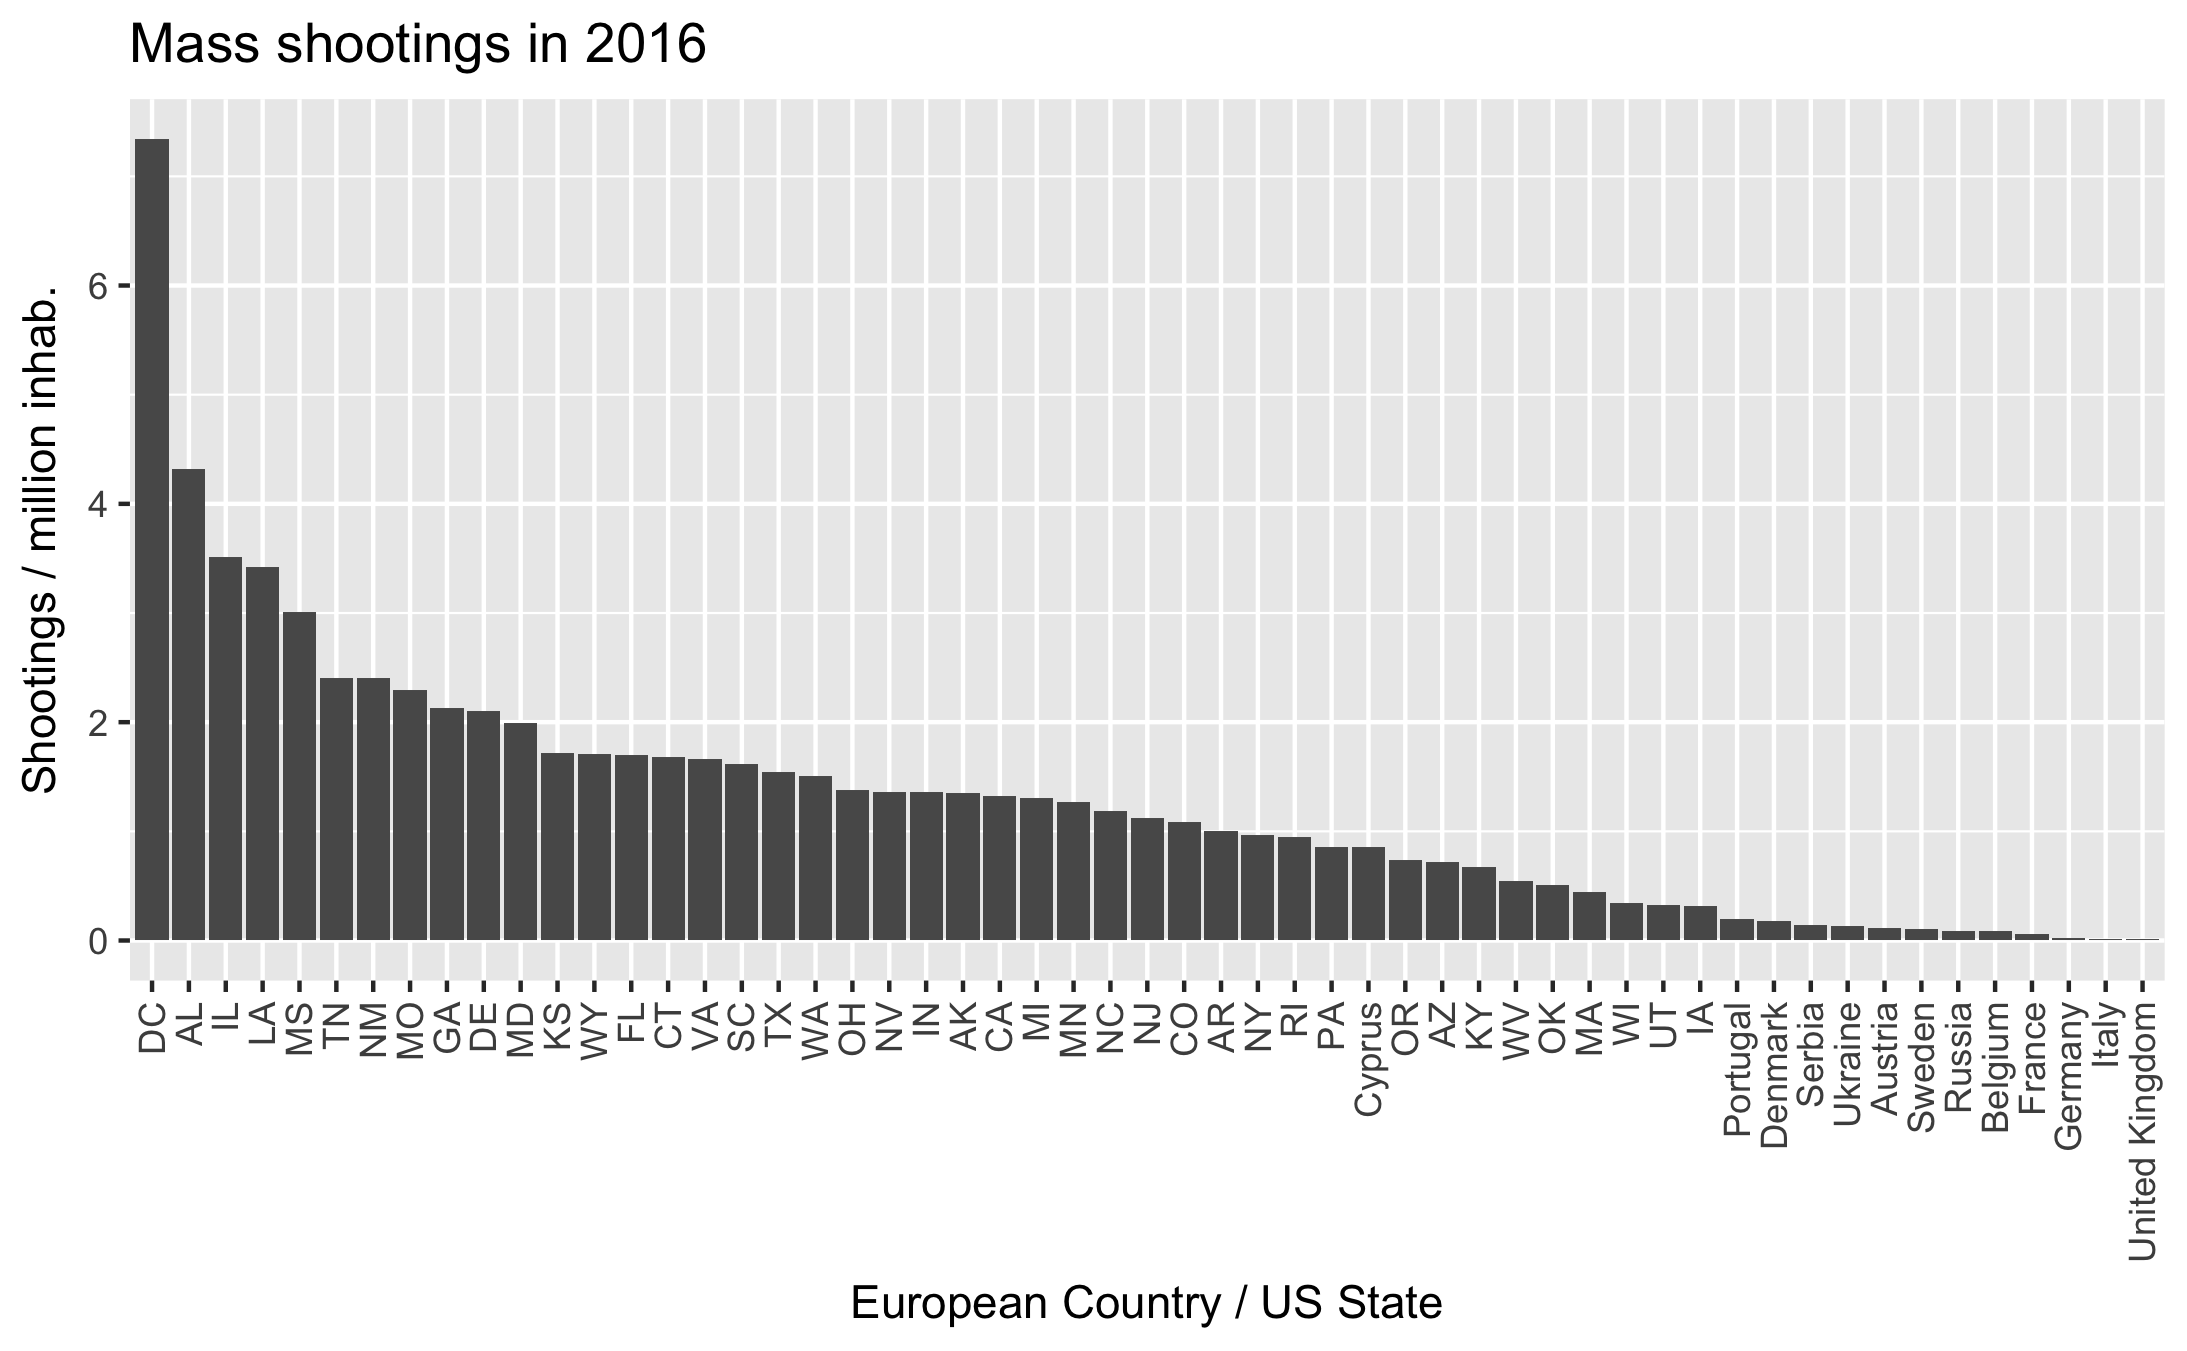 Mass shootings in 2016
Shootings / million inhab.
6
4
2
0
DC
AL
IL
LA
MS
TN
NM
MO
GA
DE
MD
KS
WY
FL
CT
VA
SC
TX
WA
OH
NV
IN
AK
CA
MI
MN
NC
NJ
CO
AR
NY
RI
PA
Cyprus
OR
AZ
KY
WV
OK
MA
WI
UT
IA
Portugal
Denmark
Serbia
Ukraine
Austria
Sweden
Russia
Belgium
France
Germany
Italy
United Kingdom
European Country / US State